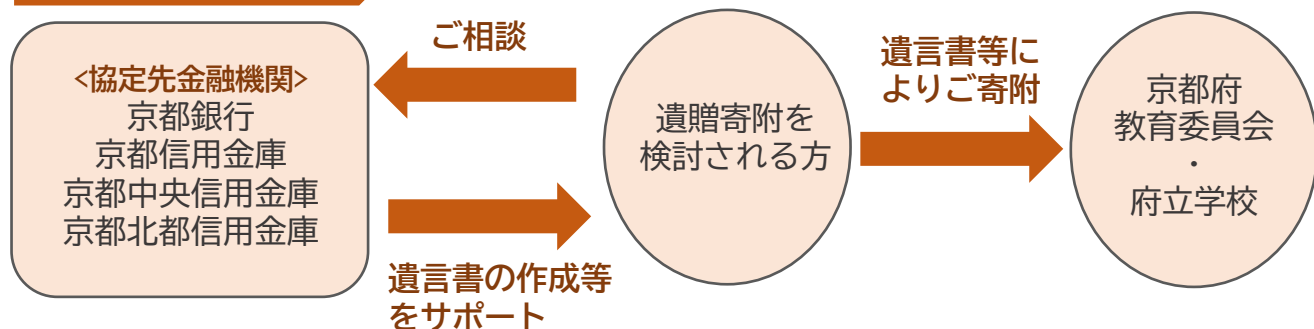 <協定先金融機関>
京都銀行
京都信用金庫
京都中央信用金庫
京都北都信用金庫
ご相談
遺言書の作成等
をサポート
遺贈寄附を
検討される方
遺言書等に
よりご寄附
京都府
教育委員会
・
府立学校